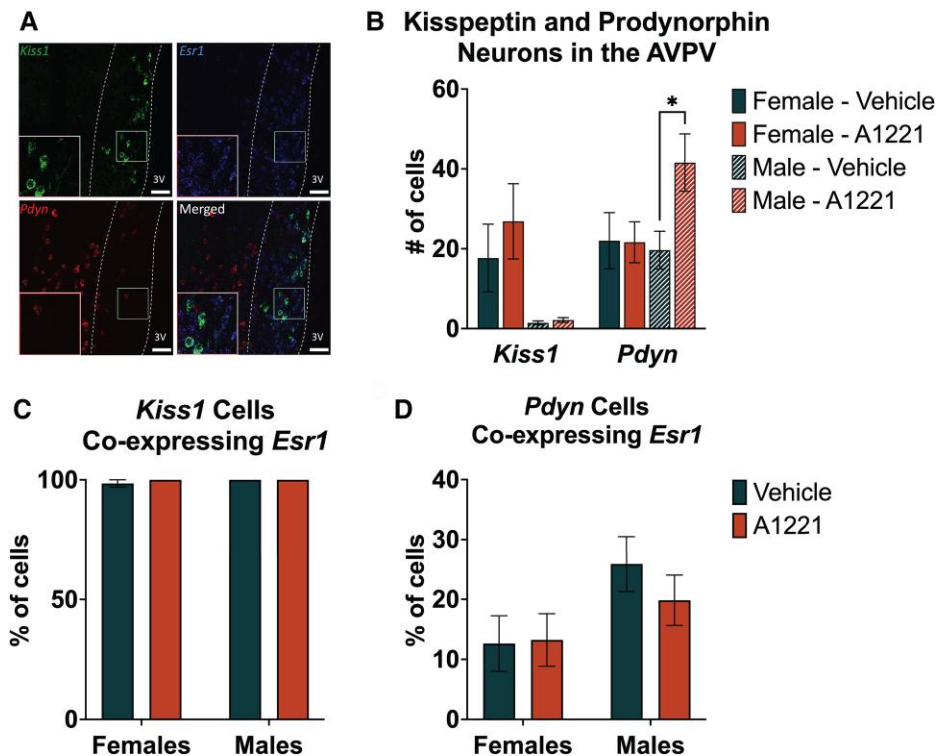 A
Kiss1
Esr1
3V
3V
Pdyn
Merged
3V
3V
B Kisspeptin and Prodynorphin
Neurons in the AVPV
# of cells
60
40
20
0
Kiss1
Pdyn
*
Female - Vehicle
Female - A1221
Male - Vehicle
Male - A1221
C
Kiss1 Cells
Co-expressing Esr1
% of cells
100
50
0
Females
Males
D
Pdyn Cells
Co-expressing Esr1
% of cells
40
30
20
10
0
Females
Males
Vehicle
A1221